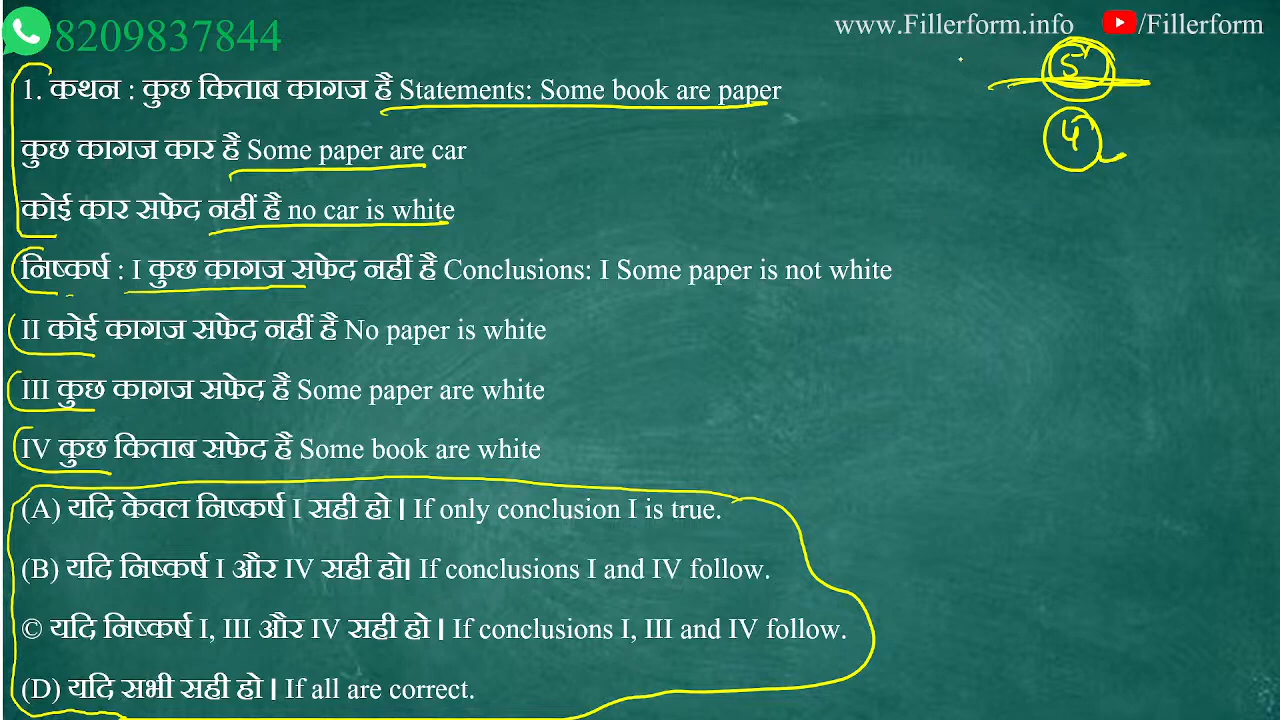 8209837844
www.Fillerform.info /Fillerform
1. कथन : कुछ किताब कागज है Statements: Some book are paper
5
कुछ कागज कार है Some paper are car
4
कोई कार सफेद नहीं है no car is white
निष्कर्ष : I कुछ कागज सफेद नहीं है Conclusions: I Some paper is not white
II कोई कागज सफेद नहीं है No paper is white
III कुछ कागज सफेद है Some paper are white
IV कुछ किताब सफेद है Some book are white
(A) यदि केवल निष्कर्ष I सही हो | If only conclusion I is true.
(B) यदि निष्कर्ष I और IV सही हो| If conclusions I and IV follow.
© यदि निष्कर्ष I, III और IV सही हो | If conclusions I, III and IV follow.
(D) यदि सभी सही हो | If all are correct.